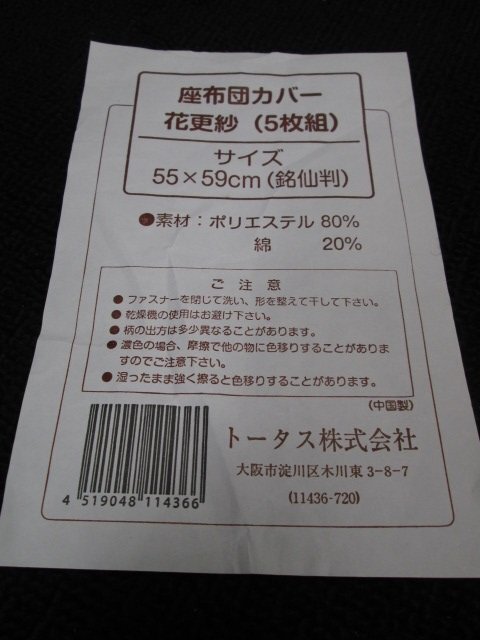 座布団カバー
花更紗（5枚組）
サイズ
55×59cm（銘仙判）
●素材：ポリエステル 80%
綿 20%
ご注意
●ファスナーを閉じて洗い、形を整えて干して下さい。
●乾燥機の使用はお避け下さい。
●柄の出方は多少異なることがあります。
●濃色の場合、摩擦で他の物に色移りすることがありま
すのでご注意下さい。
●湿ったまま強く擦ると色移りすることがあります。
（中国製）
トータス株式会社
大阪市淀川区木川東 3-8-7
(11436-720)
4 519048 114366